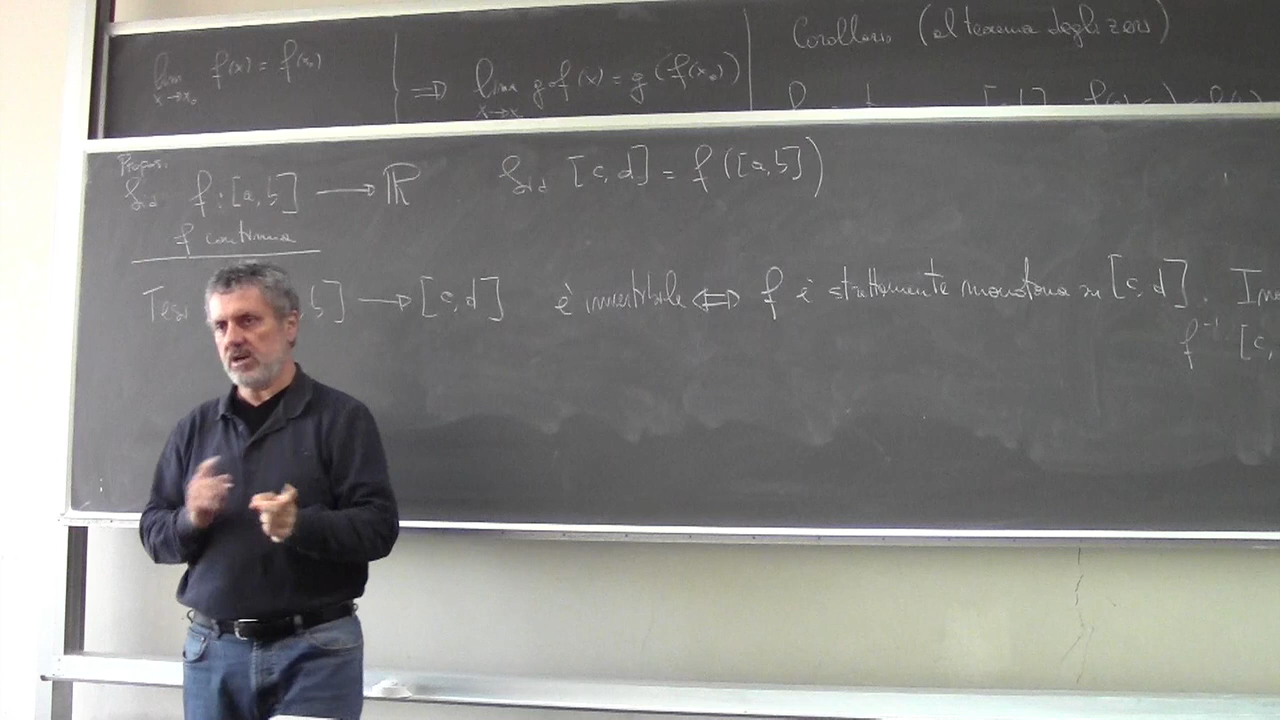 lim f(x) = f(x₀) ⟹ lim g∘f(x) = g(f(x₀))
x→x₀ x→x
Corollario (al teorema degli zeri)
Propos.
Sia f : [a, b] ⟶ ℝ Sia [c, d] = f([a, b])
f continua
Tesi b] ⟶ [c, d] è invertibile ⟺ f è strettamente monotona su [c, d].
f⁻¹ [c,